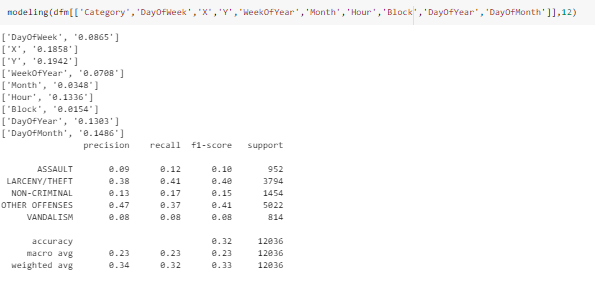 modeling(dfm[['Category','DayOfWeek','X','Y','WeekOfYear','Month','Hour','Block','DayOfYear','DayOfMonth']],12)
['DayOfWeek', '0.0865']
['X', '0.1858']
['Y', '0.1942']
['WeekOfYear', '0.0708']
['Month', '0.0348']
['Hour', '0.1336']
['Block', '0.0154']
['DayOfYear', '0.1303']
['DayOfMonth', '0.1486']
precision recall f1-score support
ASSAULT 0.09 0.12 0.10 952
LARCENY/THEFT 0.38 0.41 0.40 3794
NON-CRIMINAL 0.13 0.17 0.15 1454
OTHER OFFENSES 0.47 0.37 0.41 5022
VANDALISM 0.08 0.08 0.08 814
accuracy 0.32 12036
macro avg 0.23 0.23 0.23 12036
weighted avg 0.34 0.32 0.33 12036